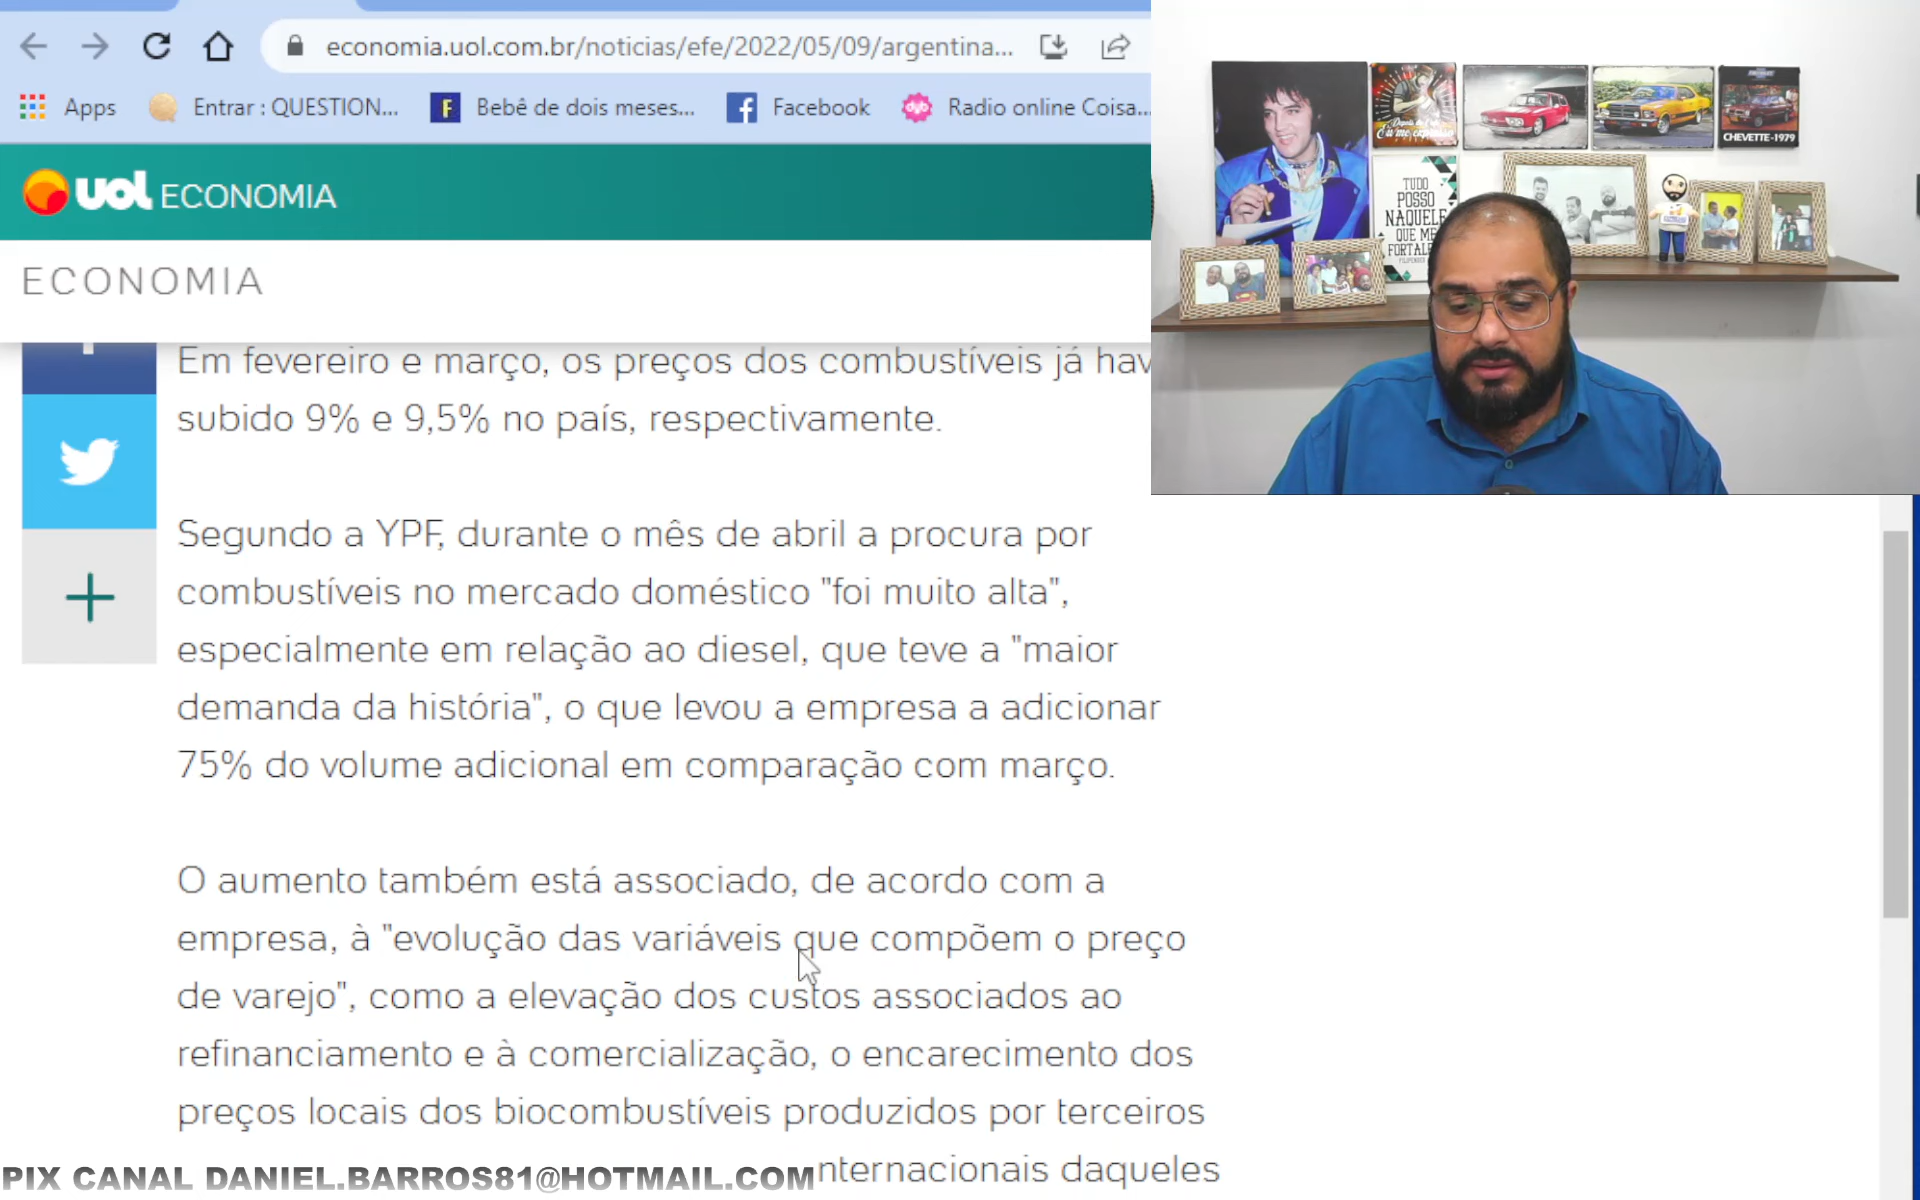 economia.uol.com.br/noticias/efe/2022/05/09/argentina...
Apps
Entrar : QUESTION...
Bebê de dois meses...
Facebook
Radio online Coisa...
uol ECONOMIA
ECONOMIA
Em fevereiro e março, os preços dos combustíveis já hav
subido 9% e 9,5% no país, respectivamente.
Segundo a YPF, durante o mês de abril a procura por
combustíveis no mercado doméstico "foi muito alta",
especialmente em relação ao diesel, que teve a "maior
demanda da história", o que levou a empresa a adicionar
75% do volume adicional em comparação com março.
O aumento também está associado, de acordo com a
empresa, à "evolução das variáveis que compõem o preço
de varejo", como a elevação dos custos associados ao
refinanciamento e à comercialização, o encarecimento dos
preços locais dos biocombustíveis produzidos por terceiros
nternacionais daqueles
PIX CANAL DANIEL.BARROS81@HOTMAIL.COM
CHEVETTE-1979
TUDO
POSSO
NAQUELE
QUE ME
FORTALE